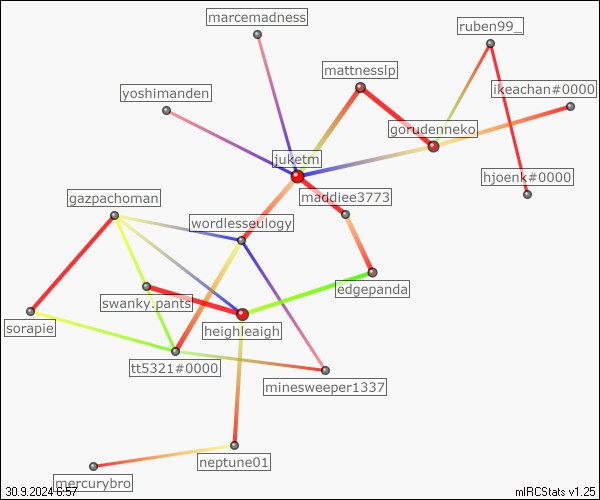 marcemadness
ruben99_
mattnesslp
ikeachan#0000
yoshimanden
gorudenneko
juketm
hjoenk#0000
maddiee3773
gazpachoman
wordlesseulogy
edgepanda
swanky.pants
sorapie
heighleaigh
tt5321#0000
minesweeper1337
neptune01
mercurybro
30.9.2024 6:57
mIRCStats v1.25